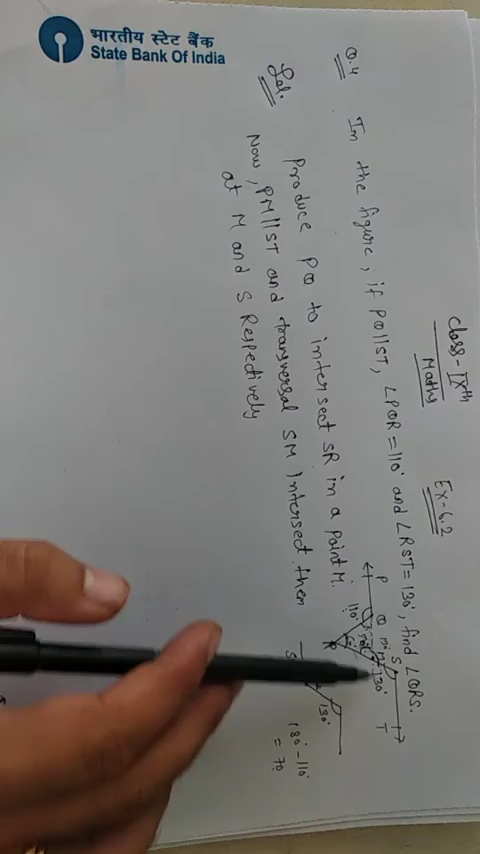 भारतीय स्टेट बैंक
State Bank Of India
Class - IXth
Maths
Ex-6.2
Q.4 In the figure, if PQ||ST, ∠PQR=110° and ∠RST=130°, find ∠QRS.
Sol. Produce PQ to intersect SR in a point M.
Now, PM||ST and transversal SM intersect them
at M and S Respectively
P Q M S T
110°
130°
R
S
130°
180°-110°
= 70